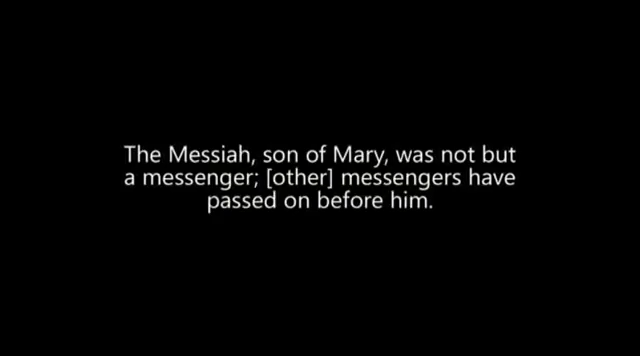 The Messiah, son of Mary, was not but
a messenger; [other] messengers have
passed on before him.